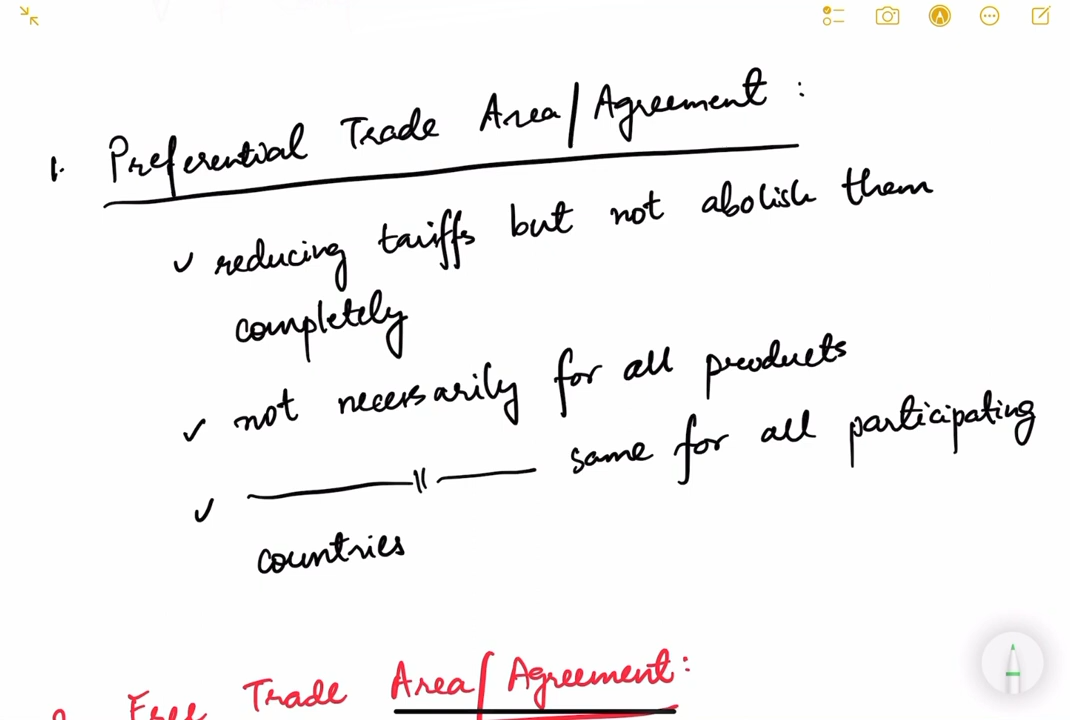 1. Preferential Trade Area/Agreement:
✓ reducing tariffs but not abolish them
completely
✓ not necessarily for all products
✓ —— 11 —— same for all participating
countries
2. Free Trade Area/Agreement: